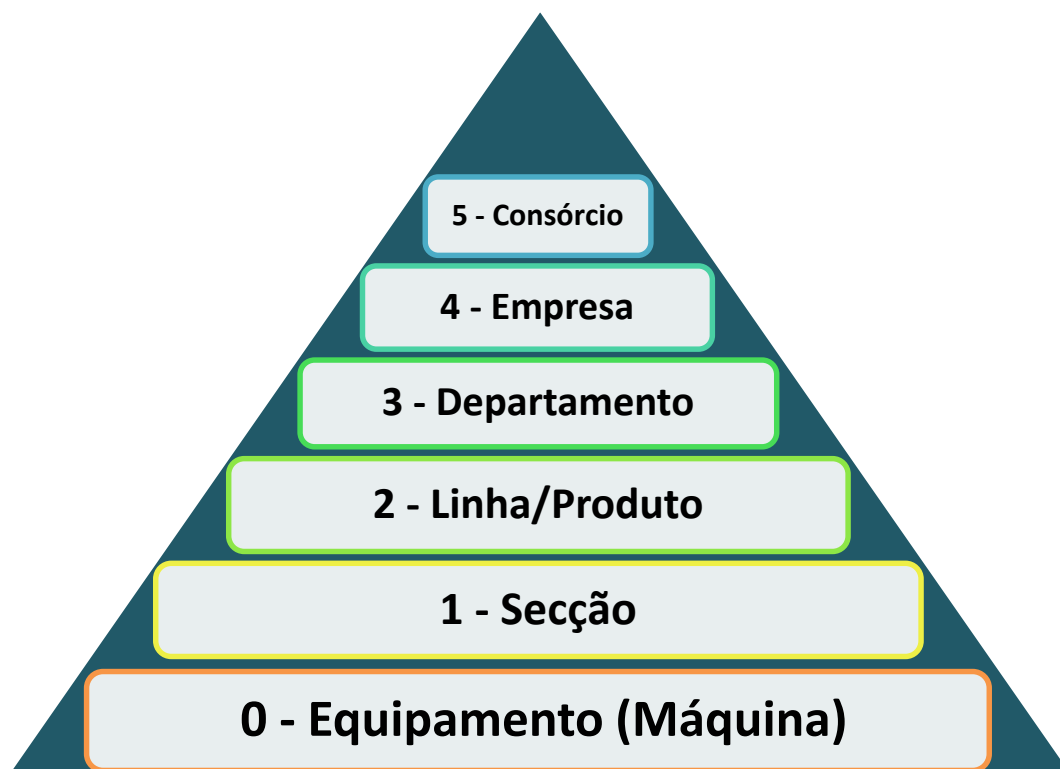 5 - Consórcio
4 - Empresa
3 - Departamento
2 - Linha/Produto
1 - Secção
0 - Equipamento (Máquina)